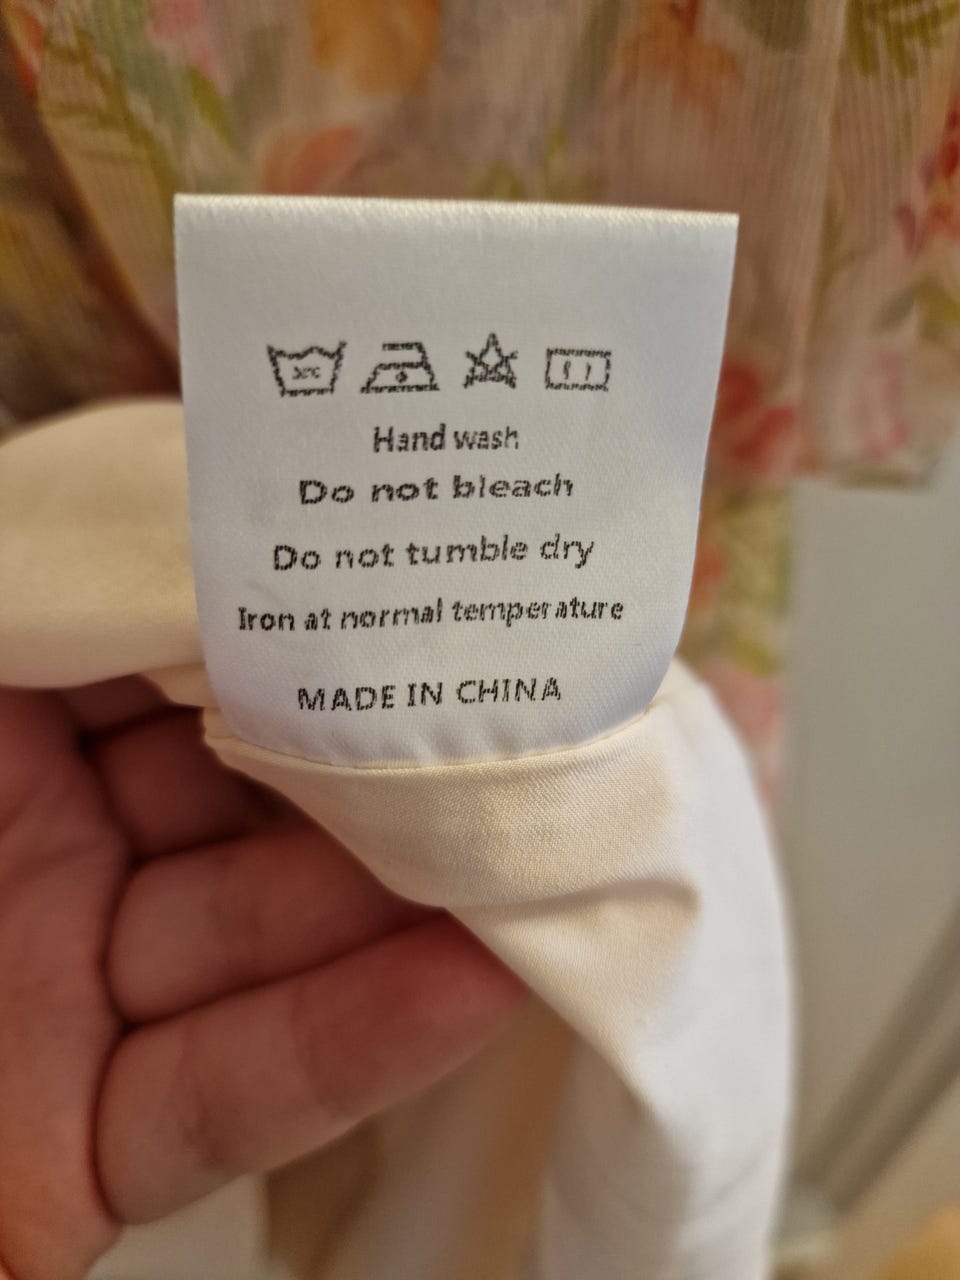 Hand wash
Do not bleach
Do not tumble dry
Iron at normal temperature
MADE IN CHINA